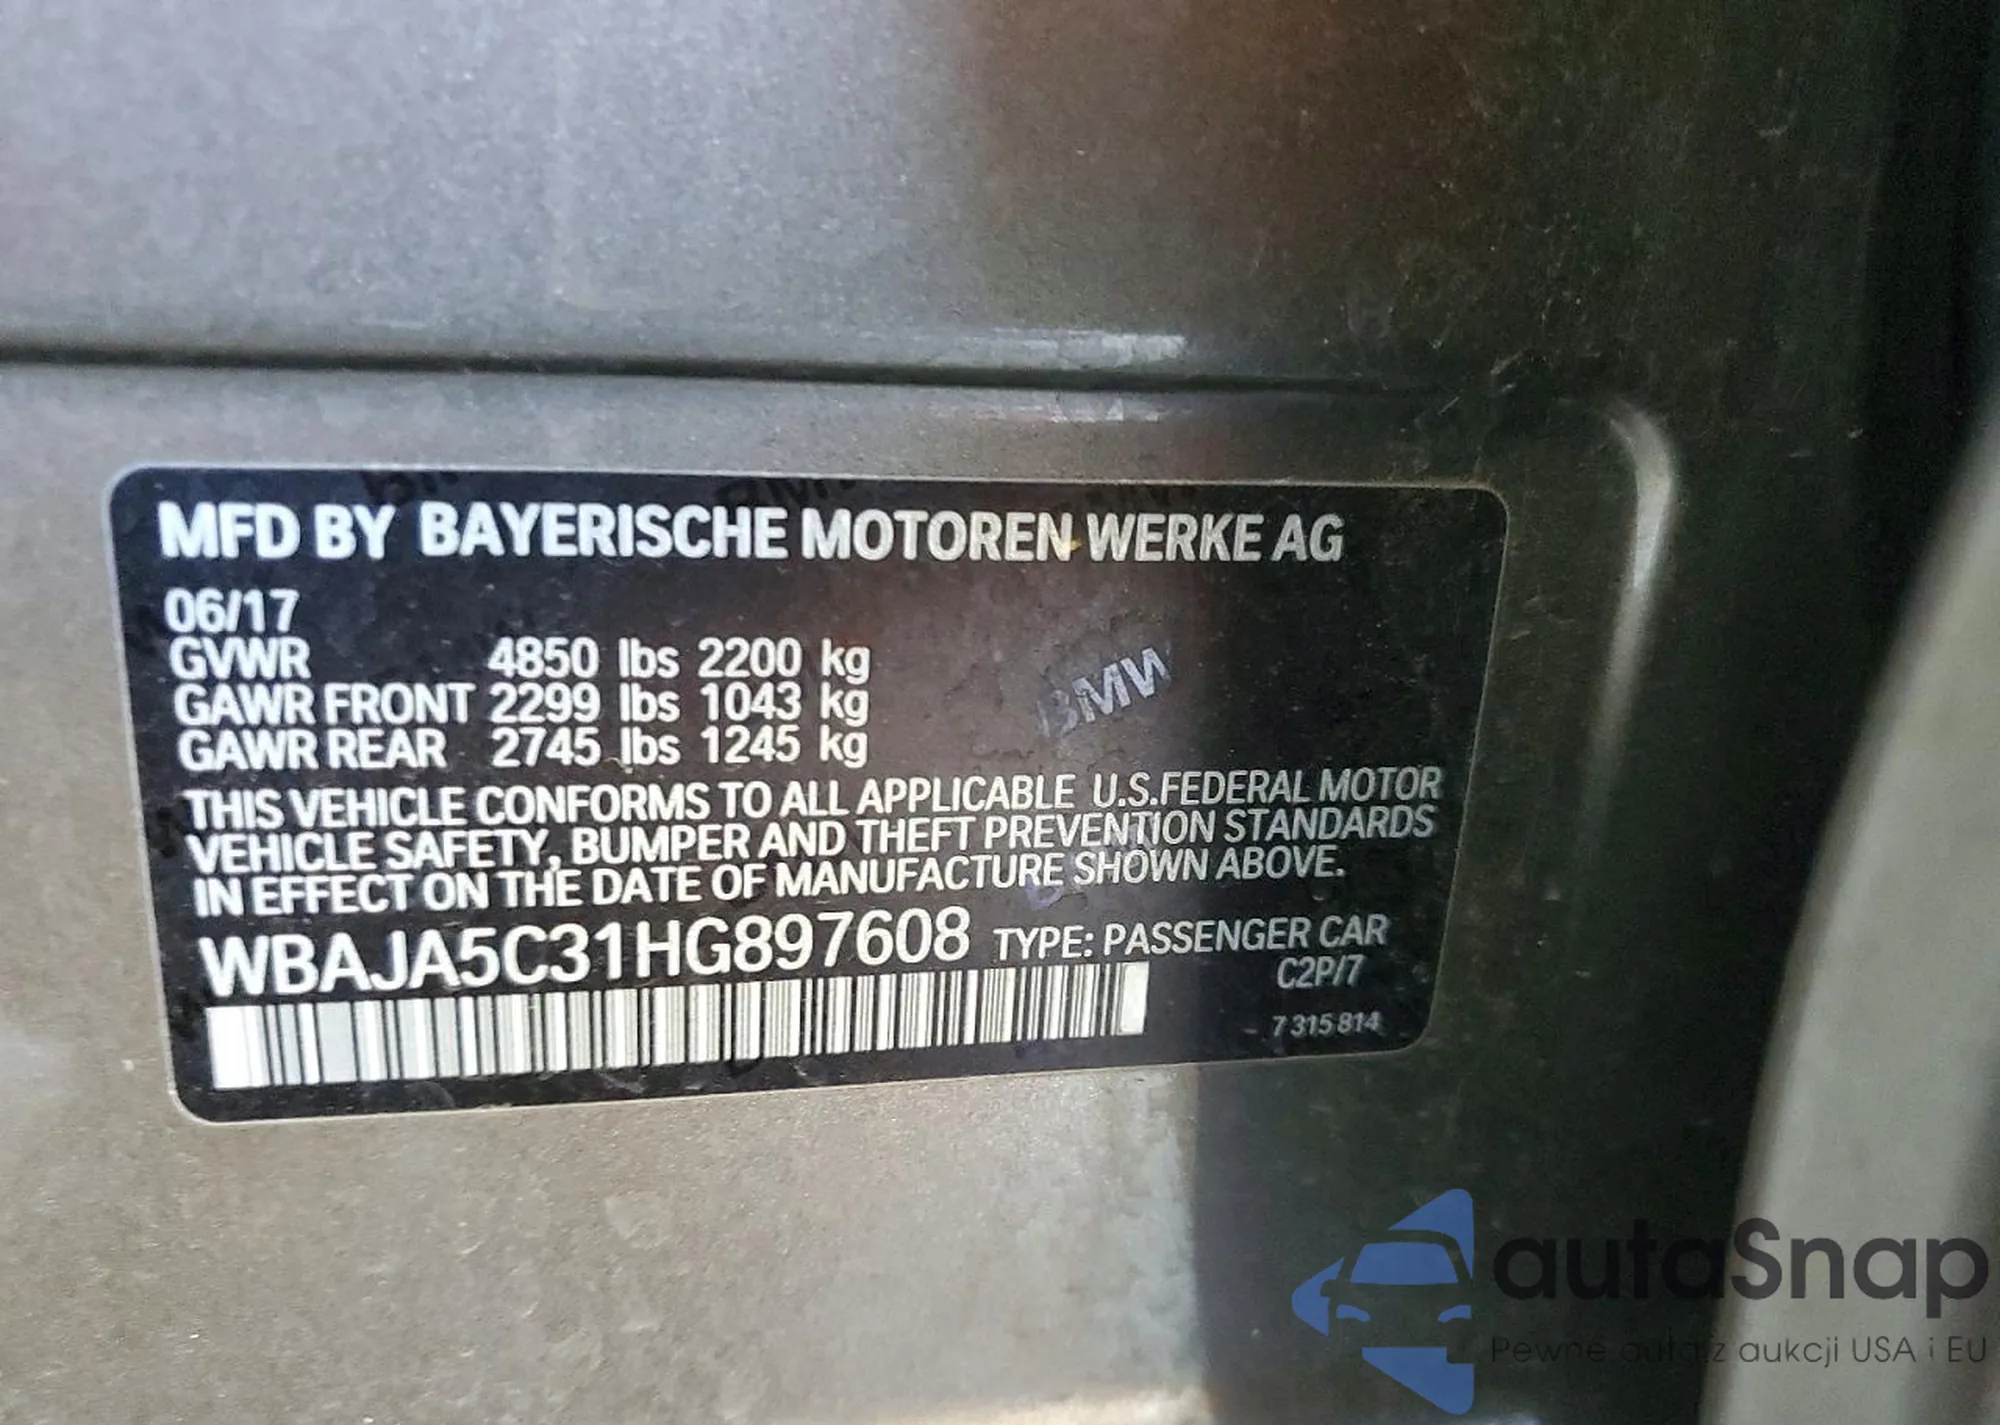 MFD BY BAYERISCHE MOTOREN WERKE AG
06/17
GVWR 4850 lbs 2200 kg
GAWR FRONT 2299 lbs 1043 kg
GAWR REAR 2745 lbs 1245 kg
BMW
THIS VEHICLE CONFORMS TO ALL APPLICABLE U.S.FEDERAL MOTOR
VEHICLE SAFETY, BUMPER AND THEFT PREVENTION STANDARDS
IN EFFECT ON THE DATE OF MANUFACTURE SHOWN ABOVE.
WBAJA5C31HG897608 TYPE: PASSENGER CAR
C2P/7
7 315 814
autaSnap
Pewne auta z aukcji USA i EU